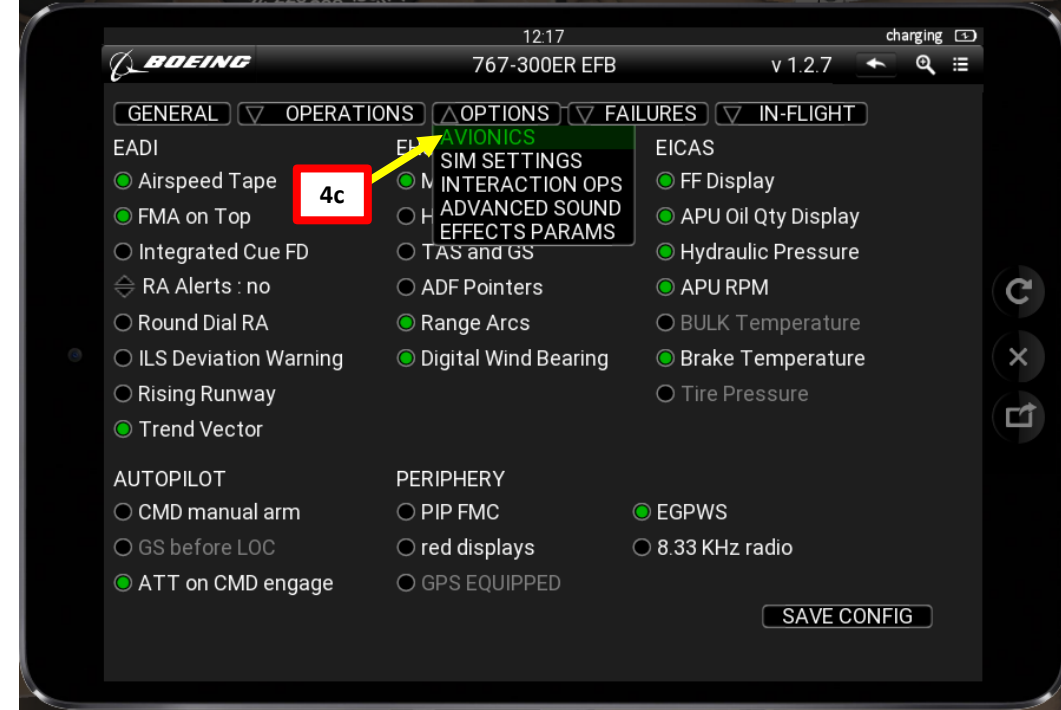 12:17 charging
BOEING 767-300ER EFB v 1.2.7
GENERAL OPERATIONS OPTIONS FAILURES IN-FLIGHT
AVIONICS
SIM SETTINGS
INTERACTION OPS
ADVANCED SOUND
EFFECTS PARAMS
4c
EADI
Airspeed Tape
FMA on Top
Integrated Cue FD
RA Alerts : no
Round Dial RA
ILS Deviation Warning
Rising Runway
Trend Vector
TAS and GS
ADF Pointers
Range Arcs
Digital Wind Bearing
EICAS
FF Display
APU Oil Qty Display
Hydraulic Pressure
APU RPM
BULK Temperature
Brake Temperature
Tire Pressure
AUTOPILOT
CMD manual arm
GS before LOC
ATT on CMD engage
PERIPHERY
PIP FMC
red displays
GPS EQUIPPED
EGPWS
8.33 KHz radio
SAVE CONFIG